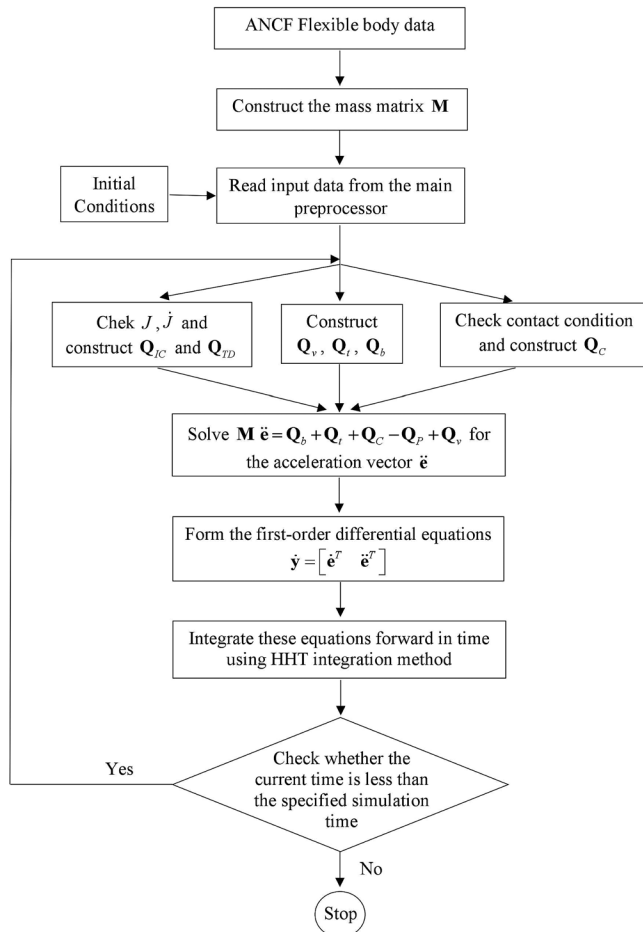 ANCF Flexible body data
Construct the mass matrix M
Initial
Conditions
Read input data from the main
preprocessor
Chek J , J̇ and
construct Q_IC and Q_TD
Construct
Q_v , Q_t , Q_b
Check contact condition
and construct Q_C
Solve M ë = Q_b + Q_t + Q_C − Q_P + Q_v for
the acceleration vector ë
Form the first-order differential equations
ẏ = [ė^T ë^T]
Integrate these equations forward in time
using HHT integration method
Yes
Check whether the
current time is less than
the specified simulation
time
No
Stop